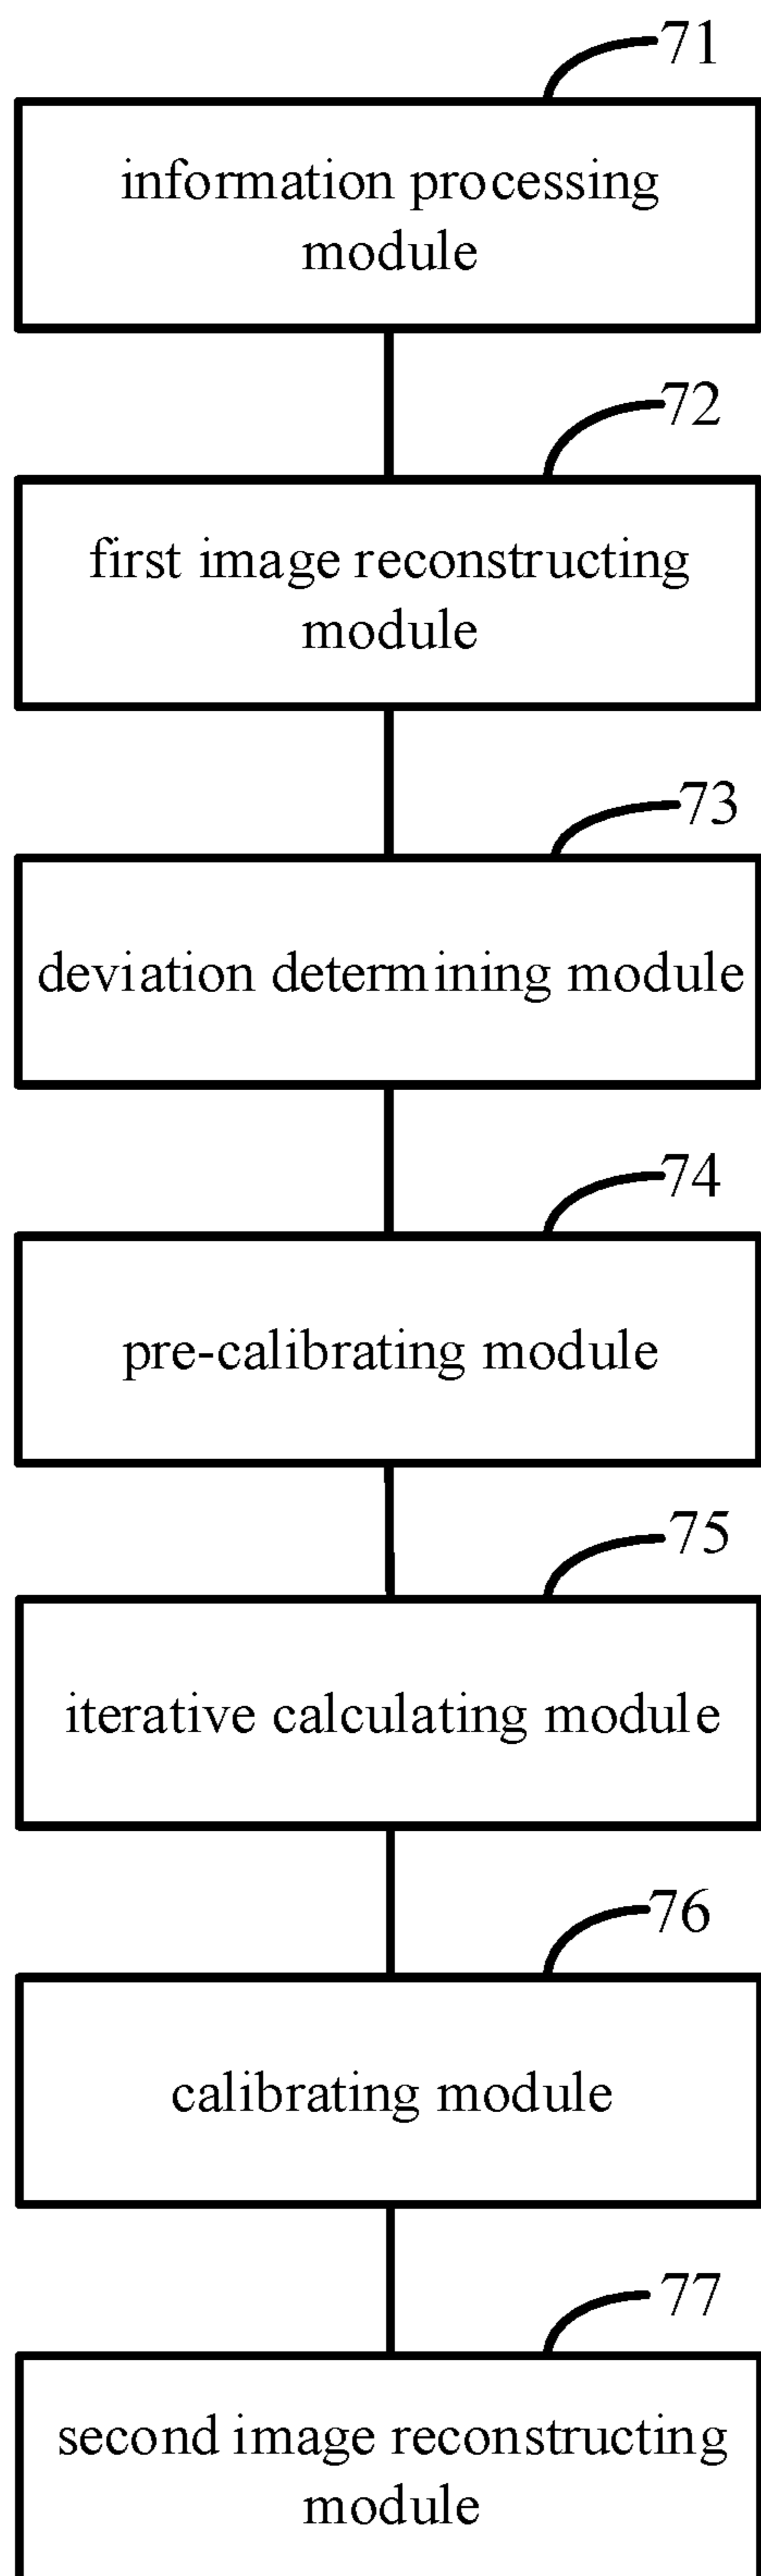 71
information processing
module
72
first image reconstructing
module
73
deviation determining module
74
pre-calibrating module
75
iterative calculating module
76
calibrating module
77
second image reconstructing
module